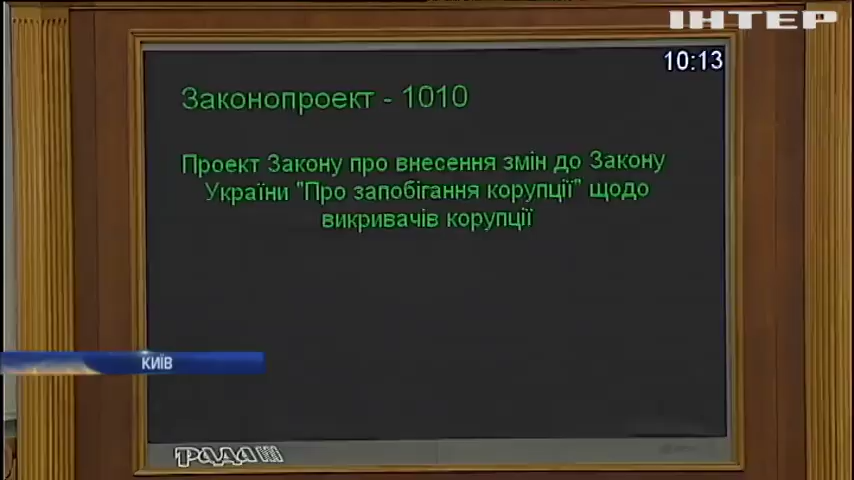 ІНТЕР
10:13
Законопроект - 1010
Проект Закону про внесення змін до Закону
України "Про запобігання корупції" щодо
викривачів корупції
КИЇВ
РАДА